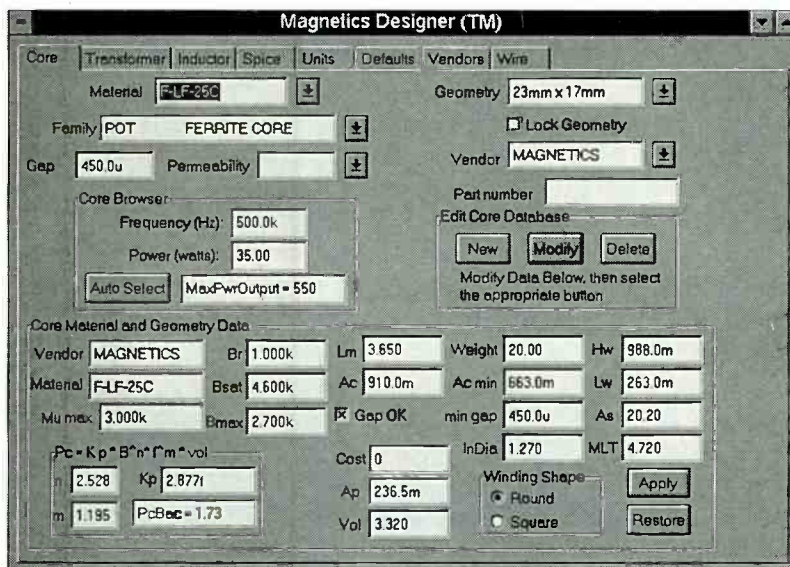 Magnetics Designer (TM)
Core Transformer Inductor Spice Units Defaults Vendors Wire
Material F-LF-25C
Geometry 23mm x 17mm
Family POT FERRITE CORE
Lock Geometry
Gap 450.0u Permeability
Vendor MAGNETICS
Part number
Core Browser
Frequency (Hz): 500.0k
Power (watts): 35.00
Auto Select MaxPwrOutput = 550
Edit Core Database
New Modify Delete
Modify Data Below, then select
the appropriate button
Core Material and Geometry Data
Vendor MAGNETICS Br 1.000k Lm 3.650 Weight 20.00 Hw 988.0m
Material F-LF-25C Bsat 4.600k Ac 910.0m Ac min 663.0m Lw 263.0m
Mu max 3.000k Bmax 2.700k Gap OK min gap 450.0u As 20.20
Pc = Kp * B^n * f^m * vol
Cost 0 InDia 1.270 MLT 4.720
n 2.528 Kp 2.877f
Ap 236.5m
m 1.195 PcBac = 1.73
Vol 3.320
Winding Shape
Round
Square
Apply
Restore